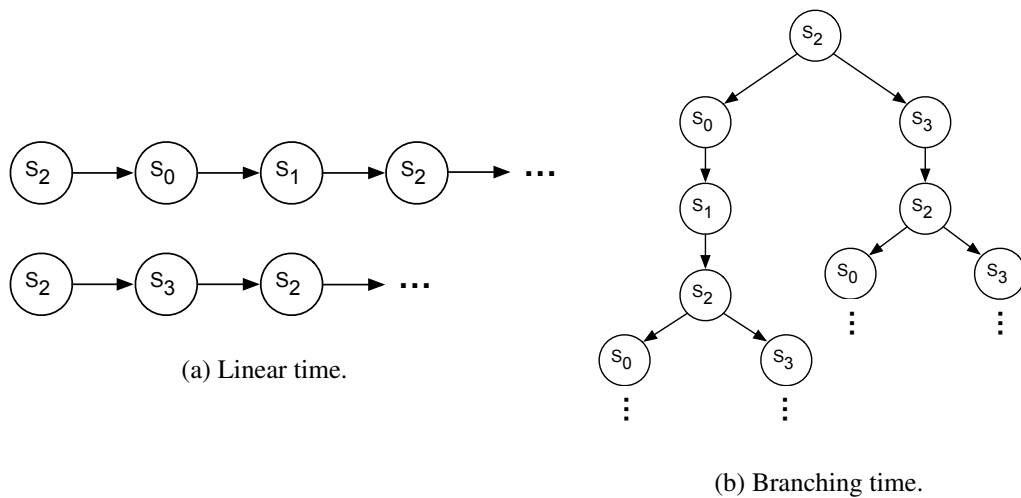 S2 S0 S1 S2 ...
S2 S3 S2 ...
(a) Linear time.
S2
S0 S3
S1 S2
S0 S3
S2
S0 S3
(b) Branching time.